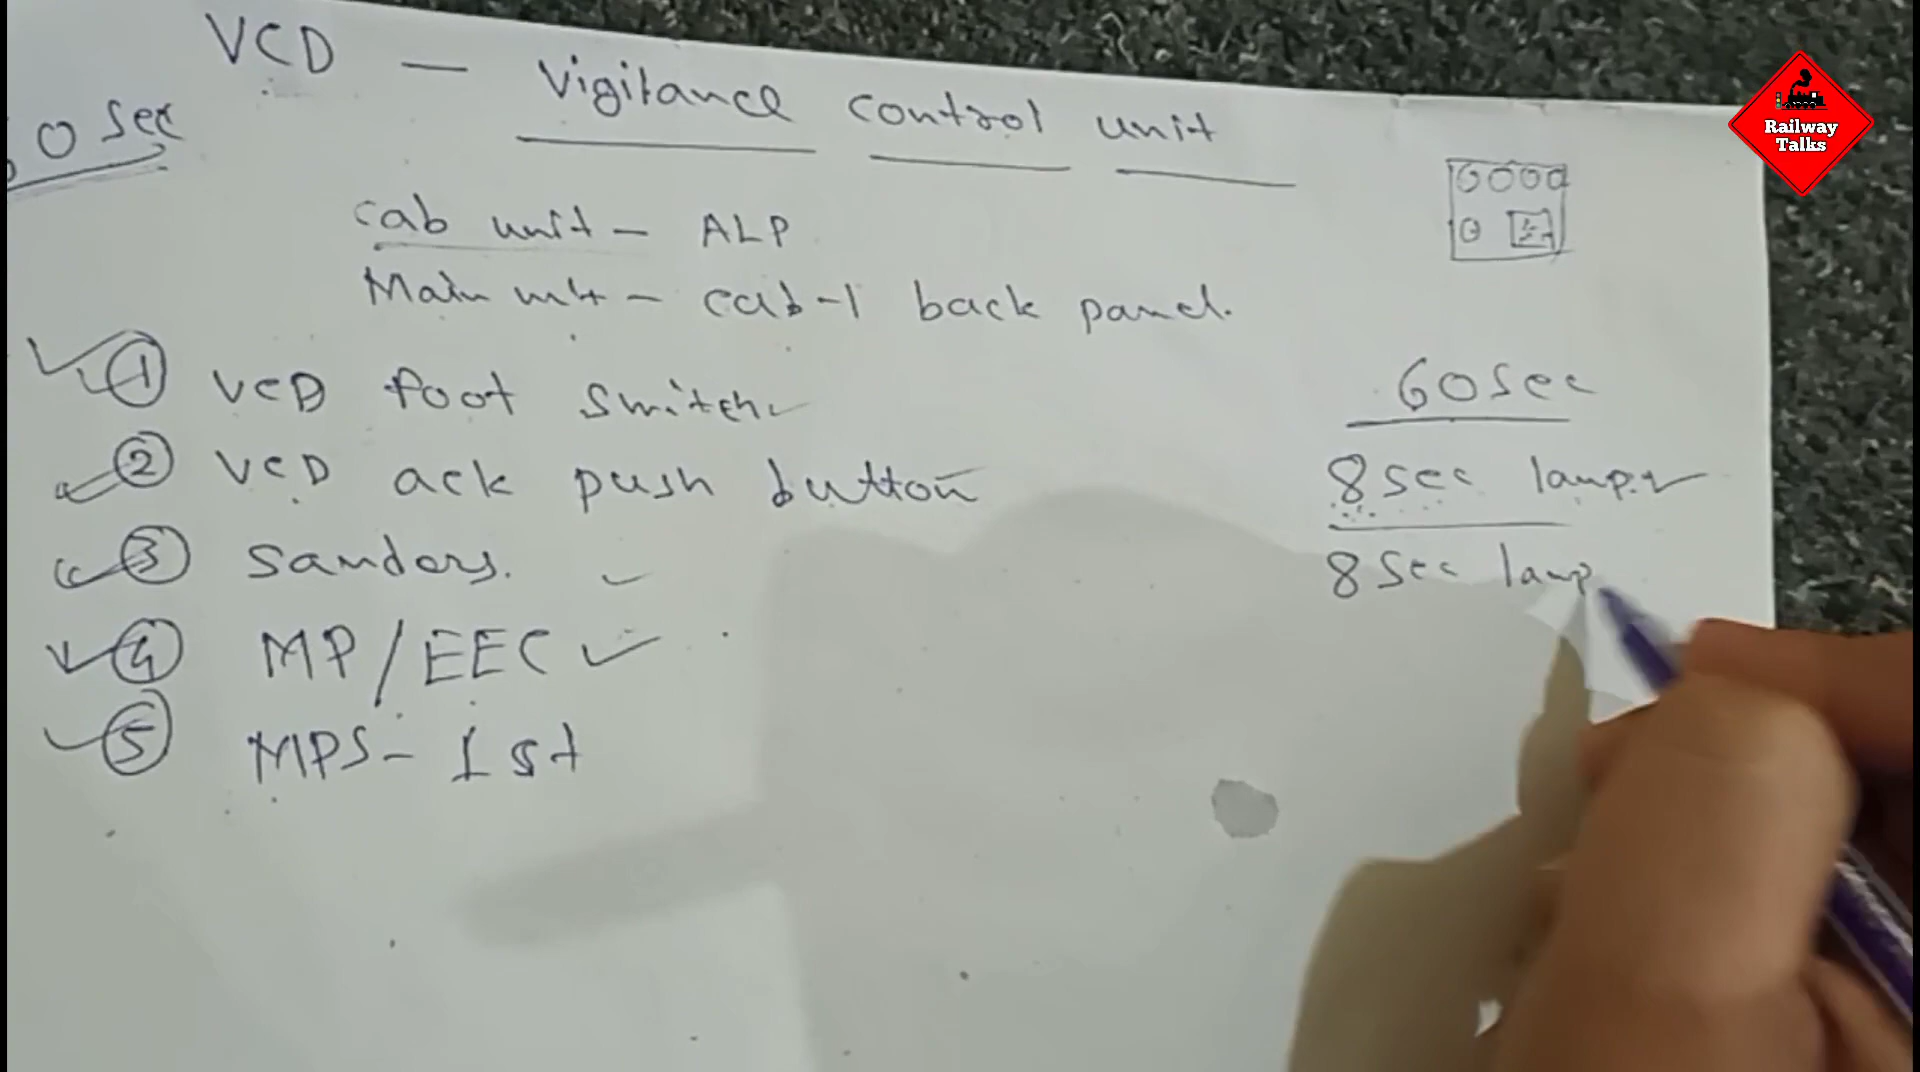 VCD — Vigilance control unit
0 Sec
cab unit – ALP
Main unit – cab-1 back panel.
① VCD foot switch
② VCD ack push button
③ Sanders.
④ MP/EEC
⑤ MPS – 1st
60 Sec
8 sec lamp
8 Sec lamp
Railway
Talks